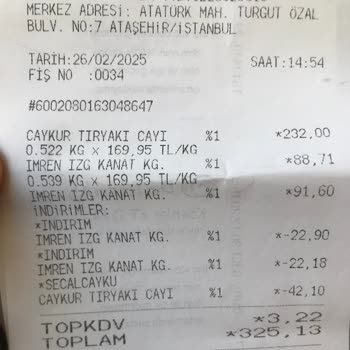 MERKEZ ADRESİ: ATATÜRK MAH. TURGUT ÖZAL
BULV. NO:7 ATAŞEHİR/İSTANBUL
TARİH:26/02/2025 SAAT:14:54
FİŞ NO :0034
#6002080163048647
CAYKUR TIRYAKI CAYI %1 *232,00
0.522 KG x 169,95 TL/KG
IMREN IZG KANAT KG. %1 *88,71
0.539 KG x 169,95 TL/KG
IMREN IZG KANAT KG. %1 *91,60
İNDİRİMLER:
*INDIRIM
IMREN IZG KANAT KG. %1 *-22,90
*INDIRIM
IMREN IZG KANAT KG. %1 *-22,18
*SECALCAYKU
CAYKUR TIRYAKI CAYI %1 *-42,10
TOPKDV *3,22
TOPLAM *325,13